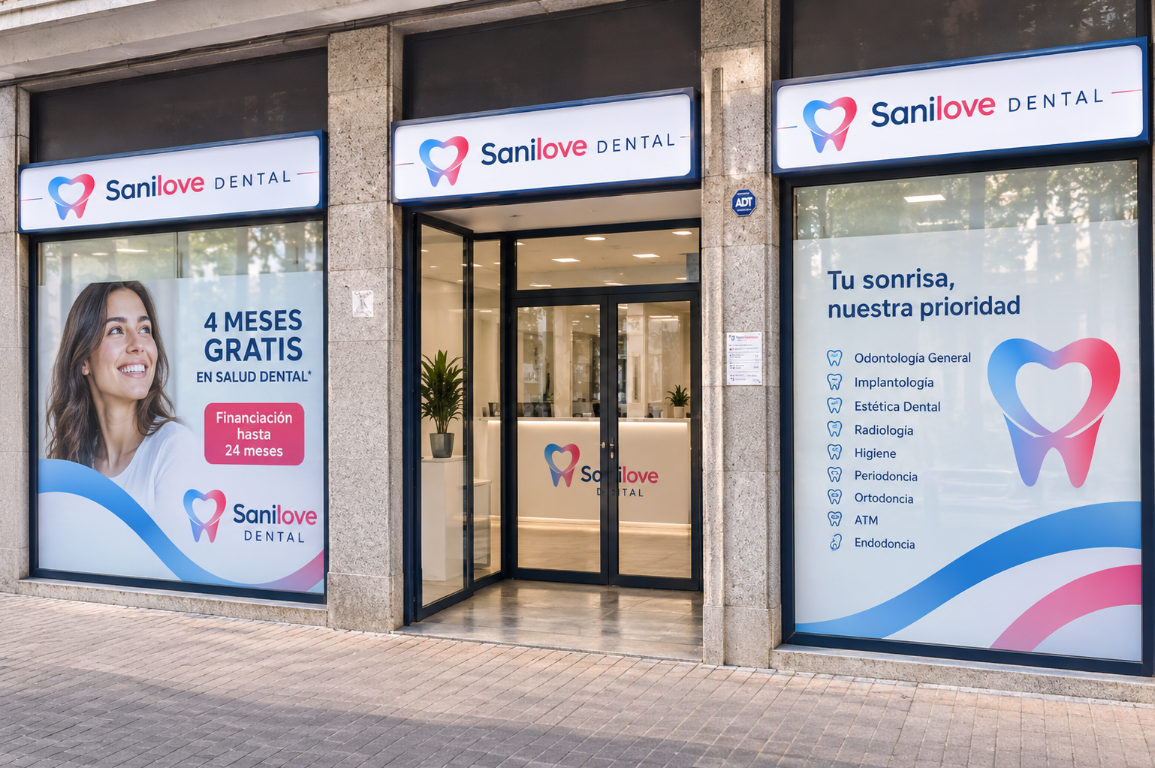 Sanilove DENTAL
Sanilove DENTAL
Sanilove DENTAL
4 MESES
GRATIS
EN SALUD DENTAL*
Financiación
hasta
24 meses
Sanilove
DENTAL
ADT
Sanilove
DENTAL
Tu sonrisa,
nuestra prioridad
Odontología General
Implantología
Estética Dental
Radiología
Higiene
Periodoncia
Ortodoncia
ATM
Endodoncia